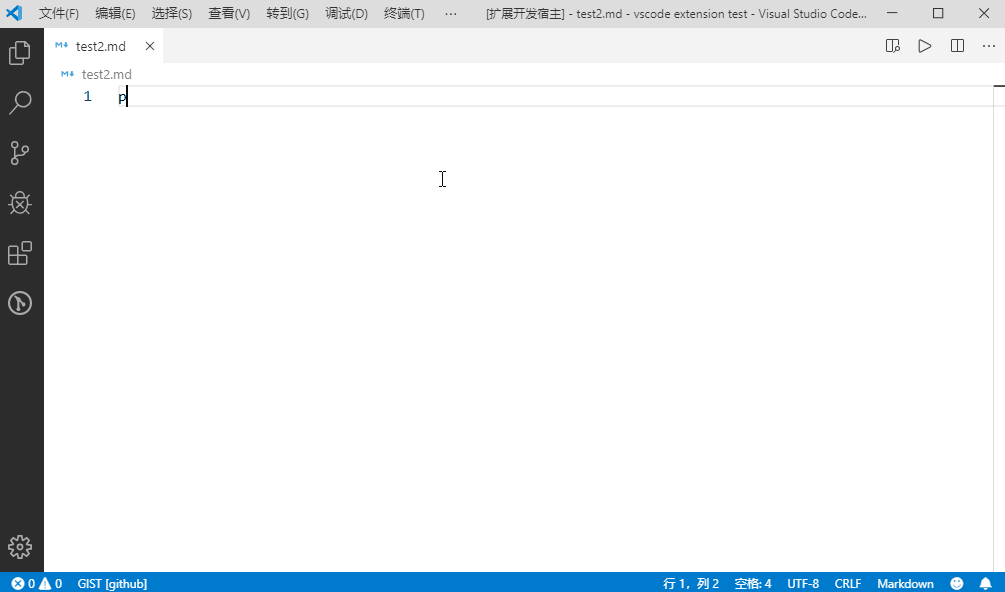 文件(F) 编辑(E) 选择(S) 查看(V) 转到(G) 调试(D) 终端(T) ··· [扩展开发宿主] - test2.md - vscode extension test - Visual Studio Code...
M↓ test2.md
M↓ test2.md
1 p
0 0 GIST [github] 行 1，列 2 空格: 4 UTF-8 CRLF Markdown